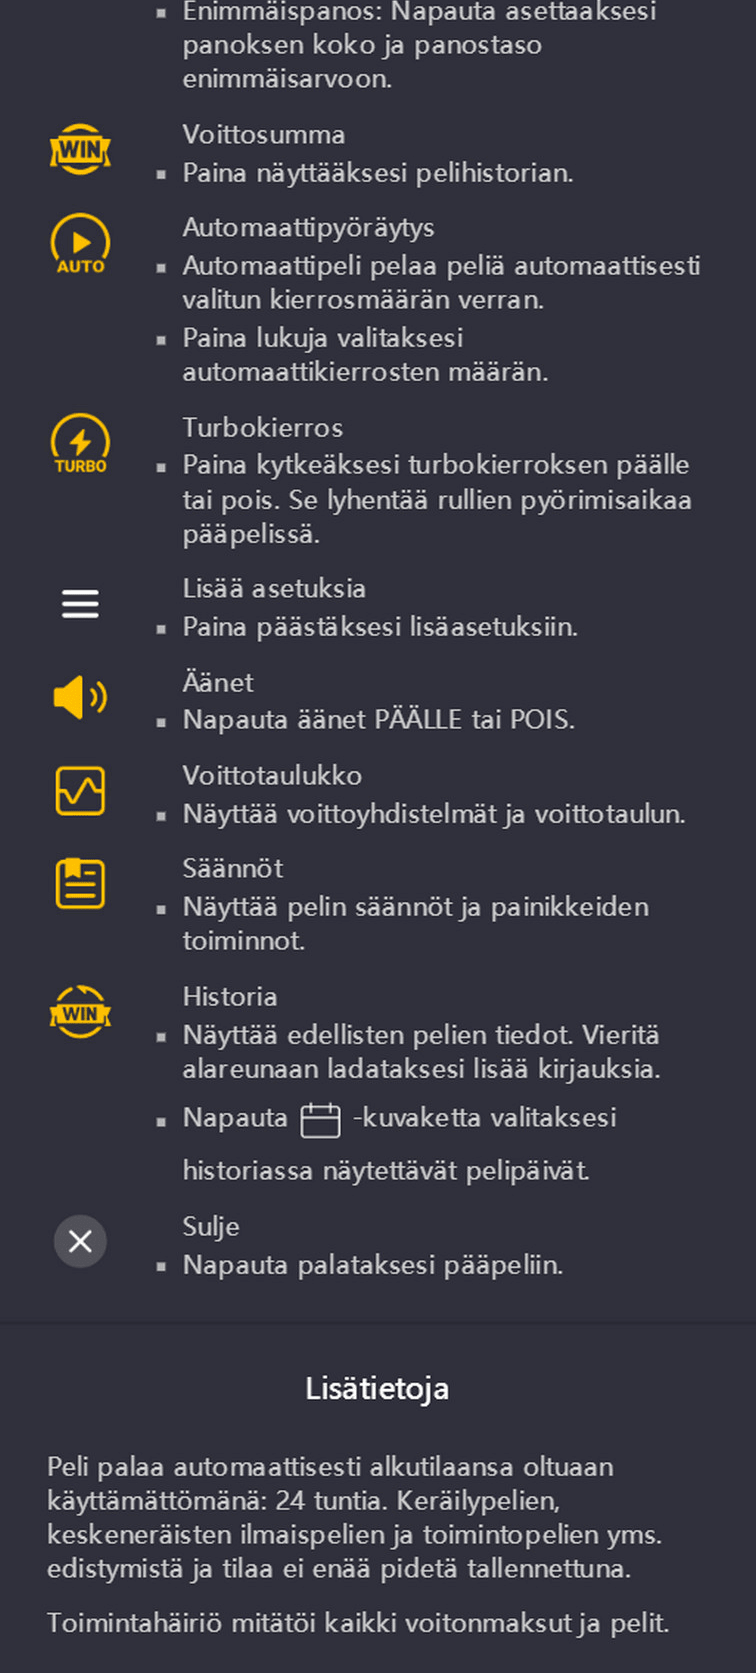 ▪ Enimmäispanos: Napauta asettaaksesi
panoksen koko ja panostaso
enimmäisarvoon.
WIN
Voittosumma
▪ Paina näyttääksesi pelihistorian.
AUTO
Automaattipyöräytys
▪ Automaattipeli pelaa peliä automaattisesti
valitun kierrosmäärän verran.
▪ Paina lukuja valitaksesi
automaattikierrosten määrän.
TURBO
Turbokierros
▪ Paina kytkeäksesi turbokierroksen päälle
tai pois. Se lyhentää rullien pyörimisaikaa
pääpelissä.
Lisää asetuksia
▪ Paina päästäksesi lisäasetuksiin.
Äänet
▪ Napauta äänet PÄÄLLE tai POIS.
Voittotaulukko
▪ Näyttää voittoyhdistelmät ja voittotaulun.
Säännöt
▪ Näyttää pelin säännöt ja painikkeiden
toiminnot.
WIN
Historia
▪ Näyttää edellisten pelien tiedot. Vieritä
alareunaan ladataksesi lisää kirjauksia.
▪ Napauta -kuvaketta valitaksesi
historiassa näytettävät pelipäivät.
Sulje
▪ Napauta palataksesi pääpeliin.
Lisätietoja
Peli palaa automaattisesti alkutilaansa oltuaan
käyttämättömänä: 24 tuntia. Keräilypelien,
keskeneräisten ilmaispelien ja toimintopelien yms.
edistymistä ja tilaa ei enää pidetä tallennettuna.
Toimintahäiriö mitätöi kaikki voitonmaksut ja pelit.